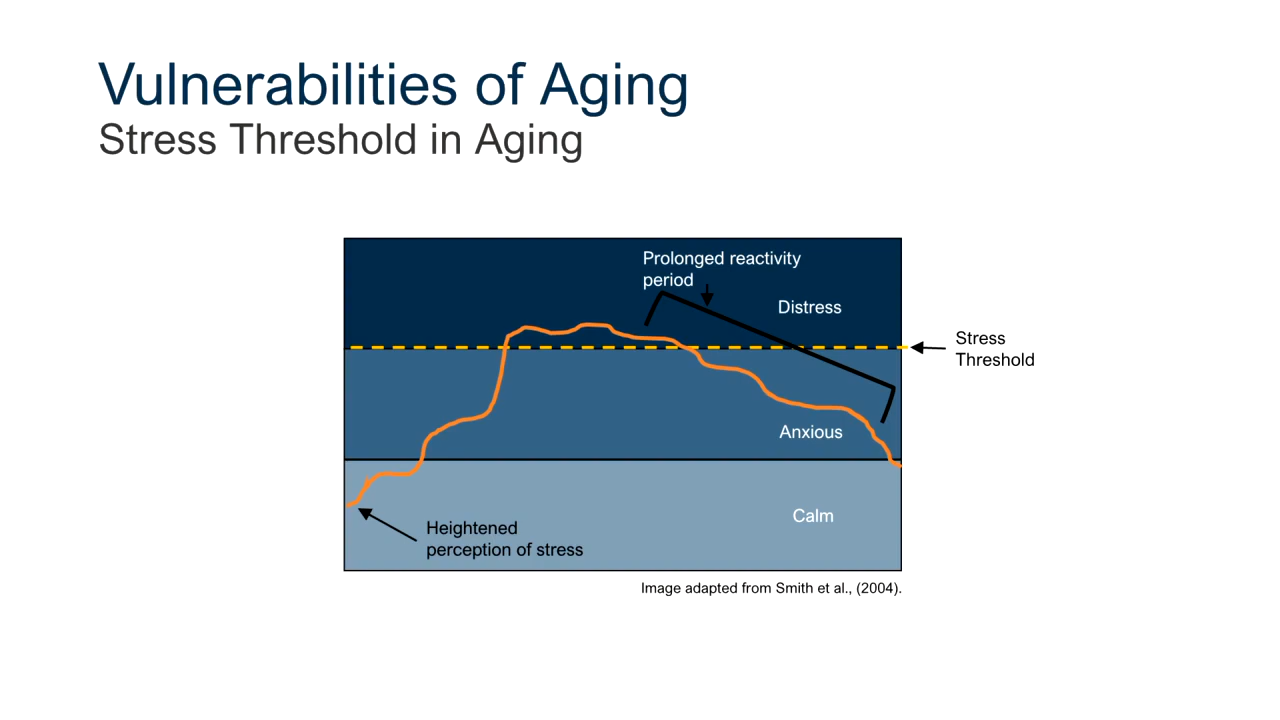 Vulnerabilities of Aging
Stress Threshold in Aging
Prolonged reactivity
period
Distress
Stress
Threshold
Anxious
Calm
Heightened
perception of stress
Image adapted from Smith et al., (2004).